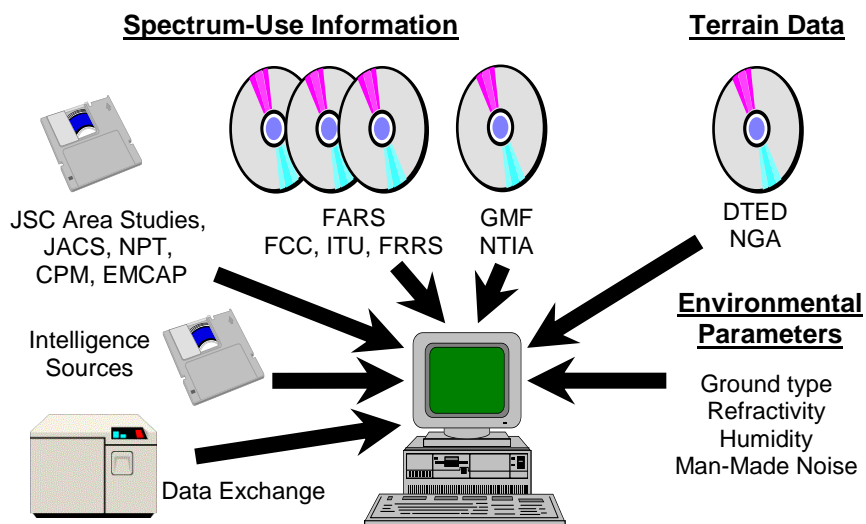 Spectrum-Use Information
Terrain Data
JSC Area Studies,
JACS, NPT,
CPM, EMCAP
FARS
FCC, ITU, FRRS
GMF
NTIA
DTED
NGA
Intelligence
Sources
Data Exchange
Environmental
Parameters
Ground type
Refractivity
Humidity
Man-Made Noise